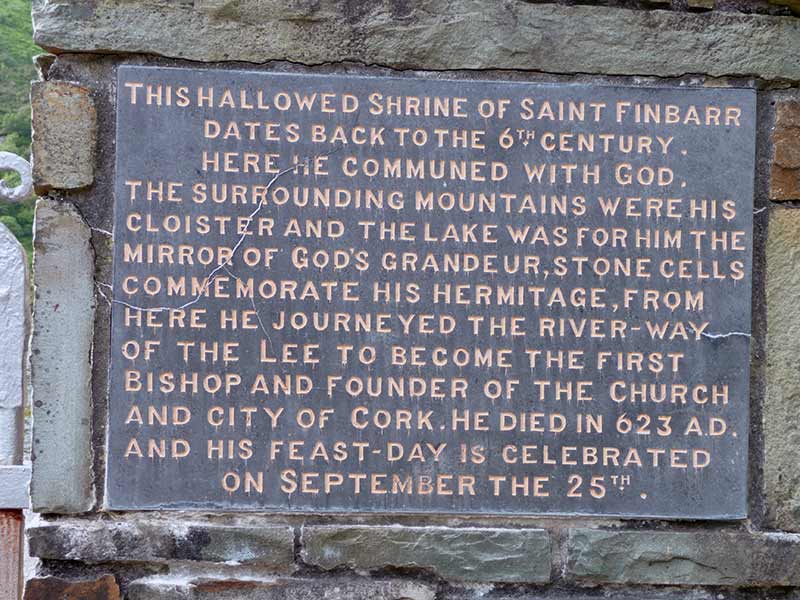 THIS HALLOWED SHRINE OF SAINT FINBARR
DATES BACK TO THE 6TH CENTURY.
HERE HE COMMUNED WITH GOD.
THE SURROUNDING MOUNTAINS WERE HIS
CLOISTER AND THE LAKE WAS FOR HIM THE
MIRROR OF GOD'S GRANDEUR, STONE CELLS
COMMEMORATE HIS HERMITAGE, FROM
HERE HE JOURNEYED THE RIVER-WAY
OF THE LEE TO BECOME THE FIRST
BISHOP AND FOUNDER OF THE CHURCH
AND CITY OF CORK. HE DIED IN 623 A.D.
AND HIS FEAST-DAY IS CELEBRATED
ON SEPTEMBER THE 25TH.